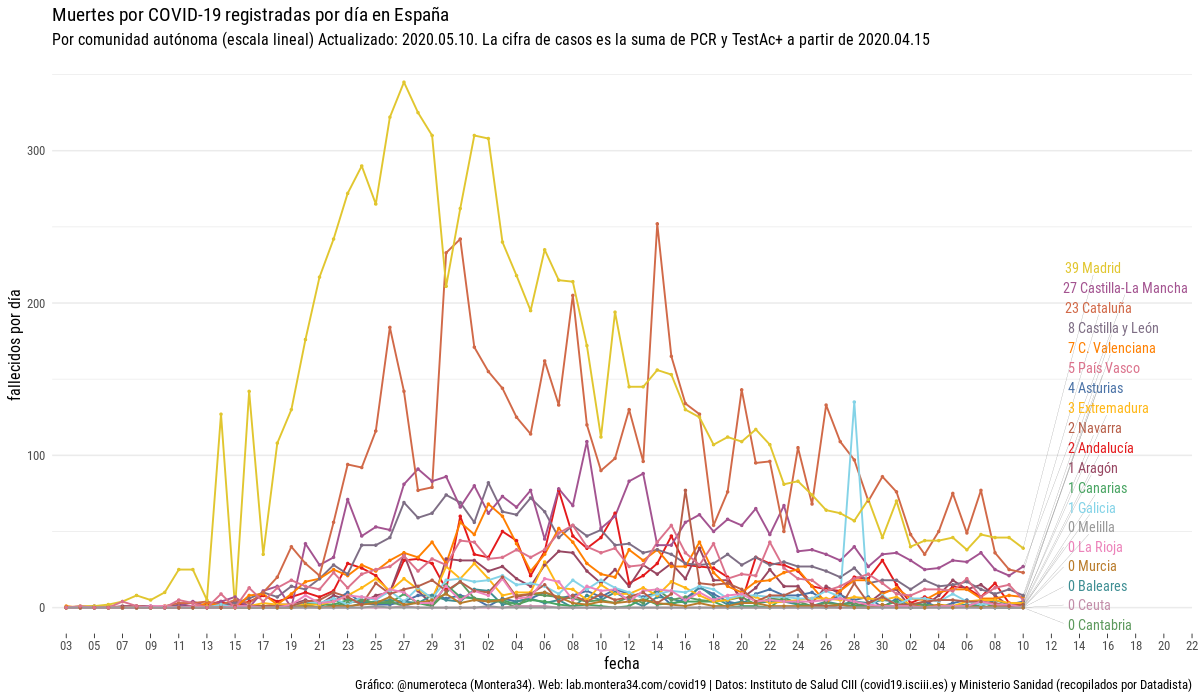 Muertes por COVID-19 registradas por día en España
Por comunidad autónoma (escala lineal) Actualizado: 2020.05.10. La cifra de casos es la suma de PCR y TestAc+ a partir de 2020.04.15
fallecidos por día
300
200
100
0
39 Madrid
27 Castilla-La Mancha
23 Cataluña
8 Castilla y León
7 C. Valenciana
5 País Vasco
4 Asturias
3 Extremadura
2 Navarra
2 Andalucía
1 Aragón
1 Canarias
1 Galicia
0 Melilla
0 La Rioja
0 Murcia
0 Baleares
0 Ceuta
0 Cantabria
03 05 07 09 11 13 15 17 19 21 23 25 27 29 31 02 04 06 08 10 12 14 16 18 20 22 24 26 28 30 02 04 06 08 10 12 14 16 18 20 22
fecha
Gráfico: @numeroteca (Montera34). Web: lab.montera34.com/covid19 | Datos: Instituto de Salud CIII (covid19.isciii.es) y Ministerio Sanidad (recopilados por Datadista)